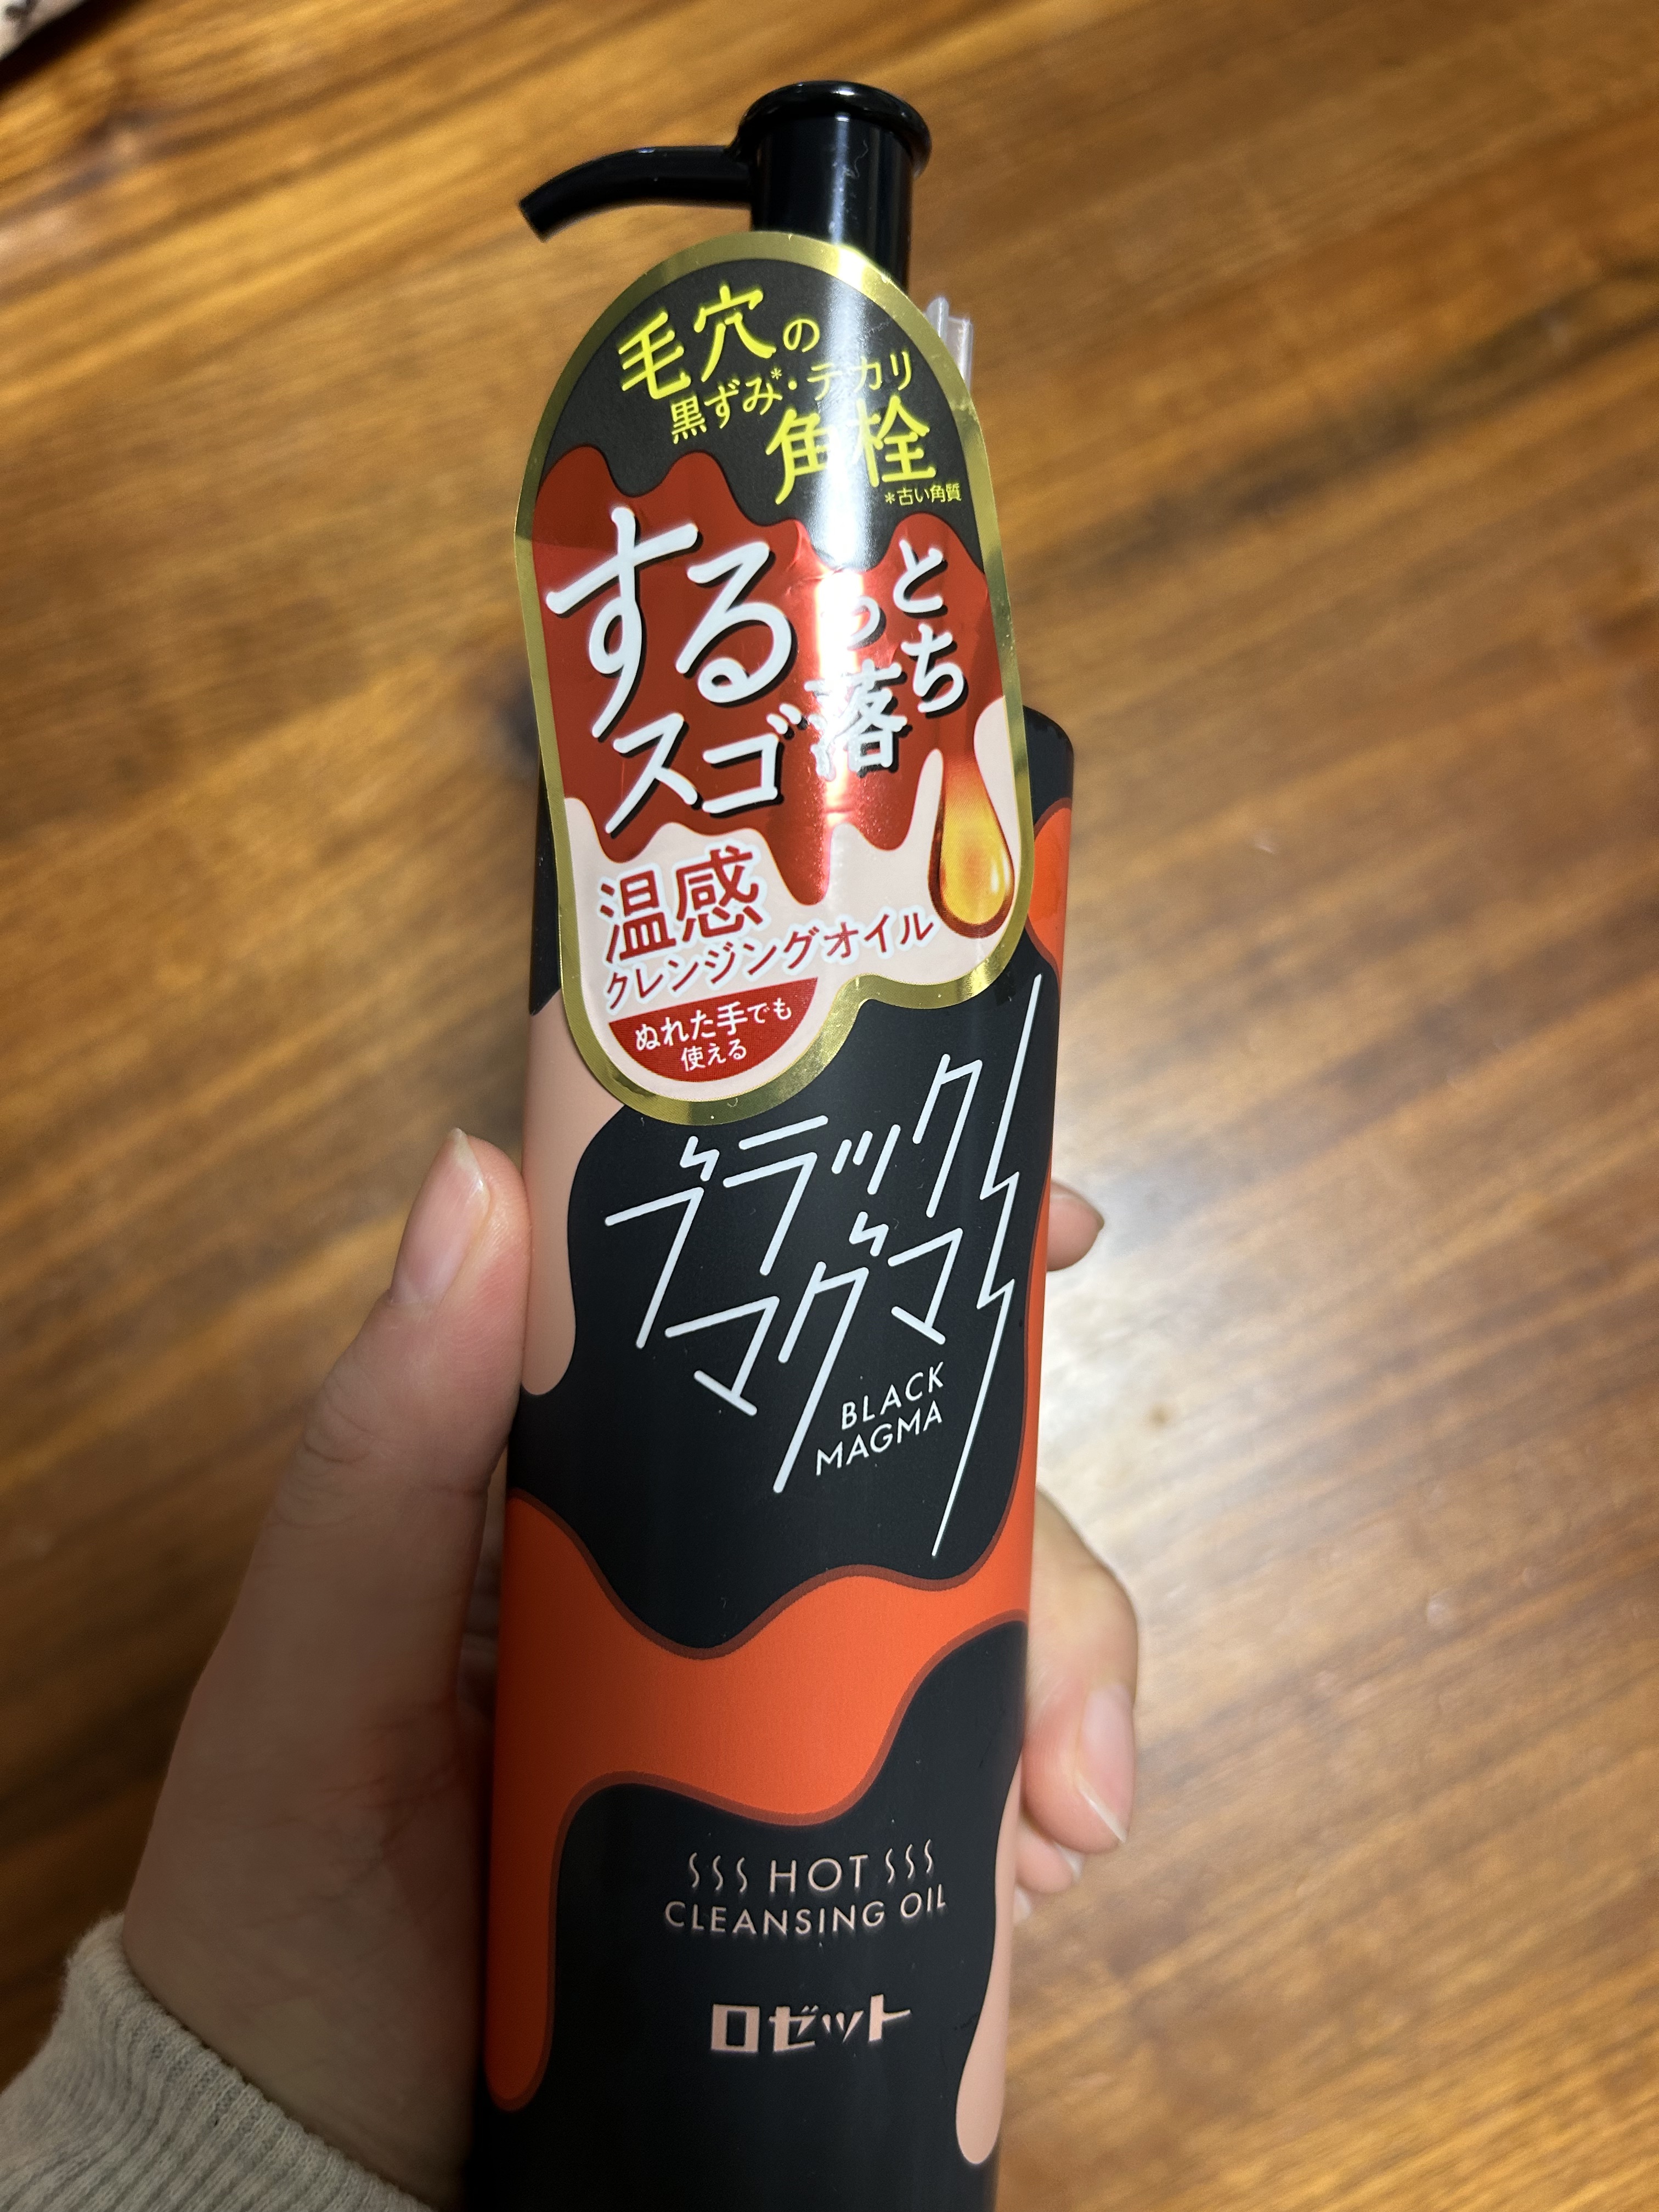 毛穴の
黒ずみ*・テカリ
角栓
*古い角質
するっと
スゴ落ち
温感
クレンジングオイル
ぬれた手でも
使える
ブラック
マグマ
BLACK
MAGMA
HOT
CLEANSING OIL
ロゼット